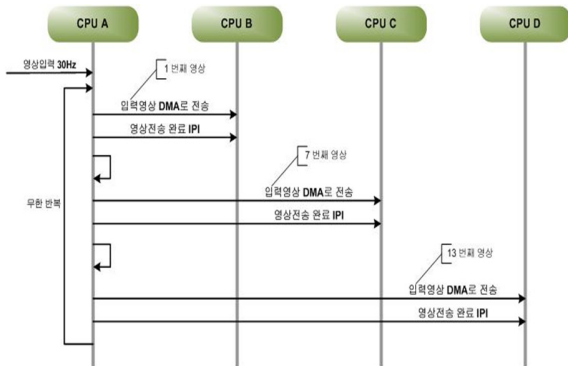 CPU A
CPU B
CPU C
CPU D
영상입력 30Hz
1 번째 영상
입력영상 DMA로 전송
영상전송 완료 IPI
7 번째 영상
입력영상 DMA로 전송
무한 반복
영상전송 완료 IPI
13 번째 영상
입력영상 DMA로 전송
영상전송 완료 IPI